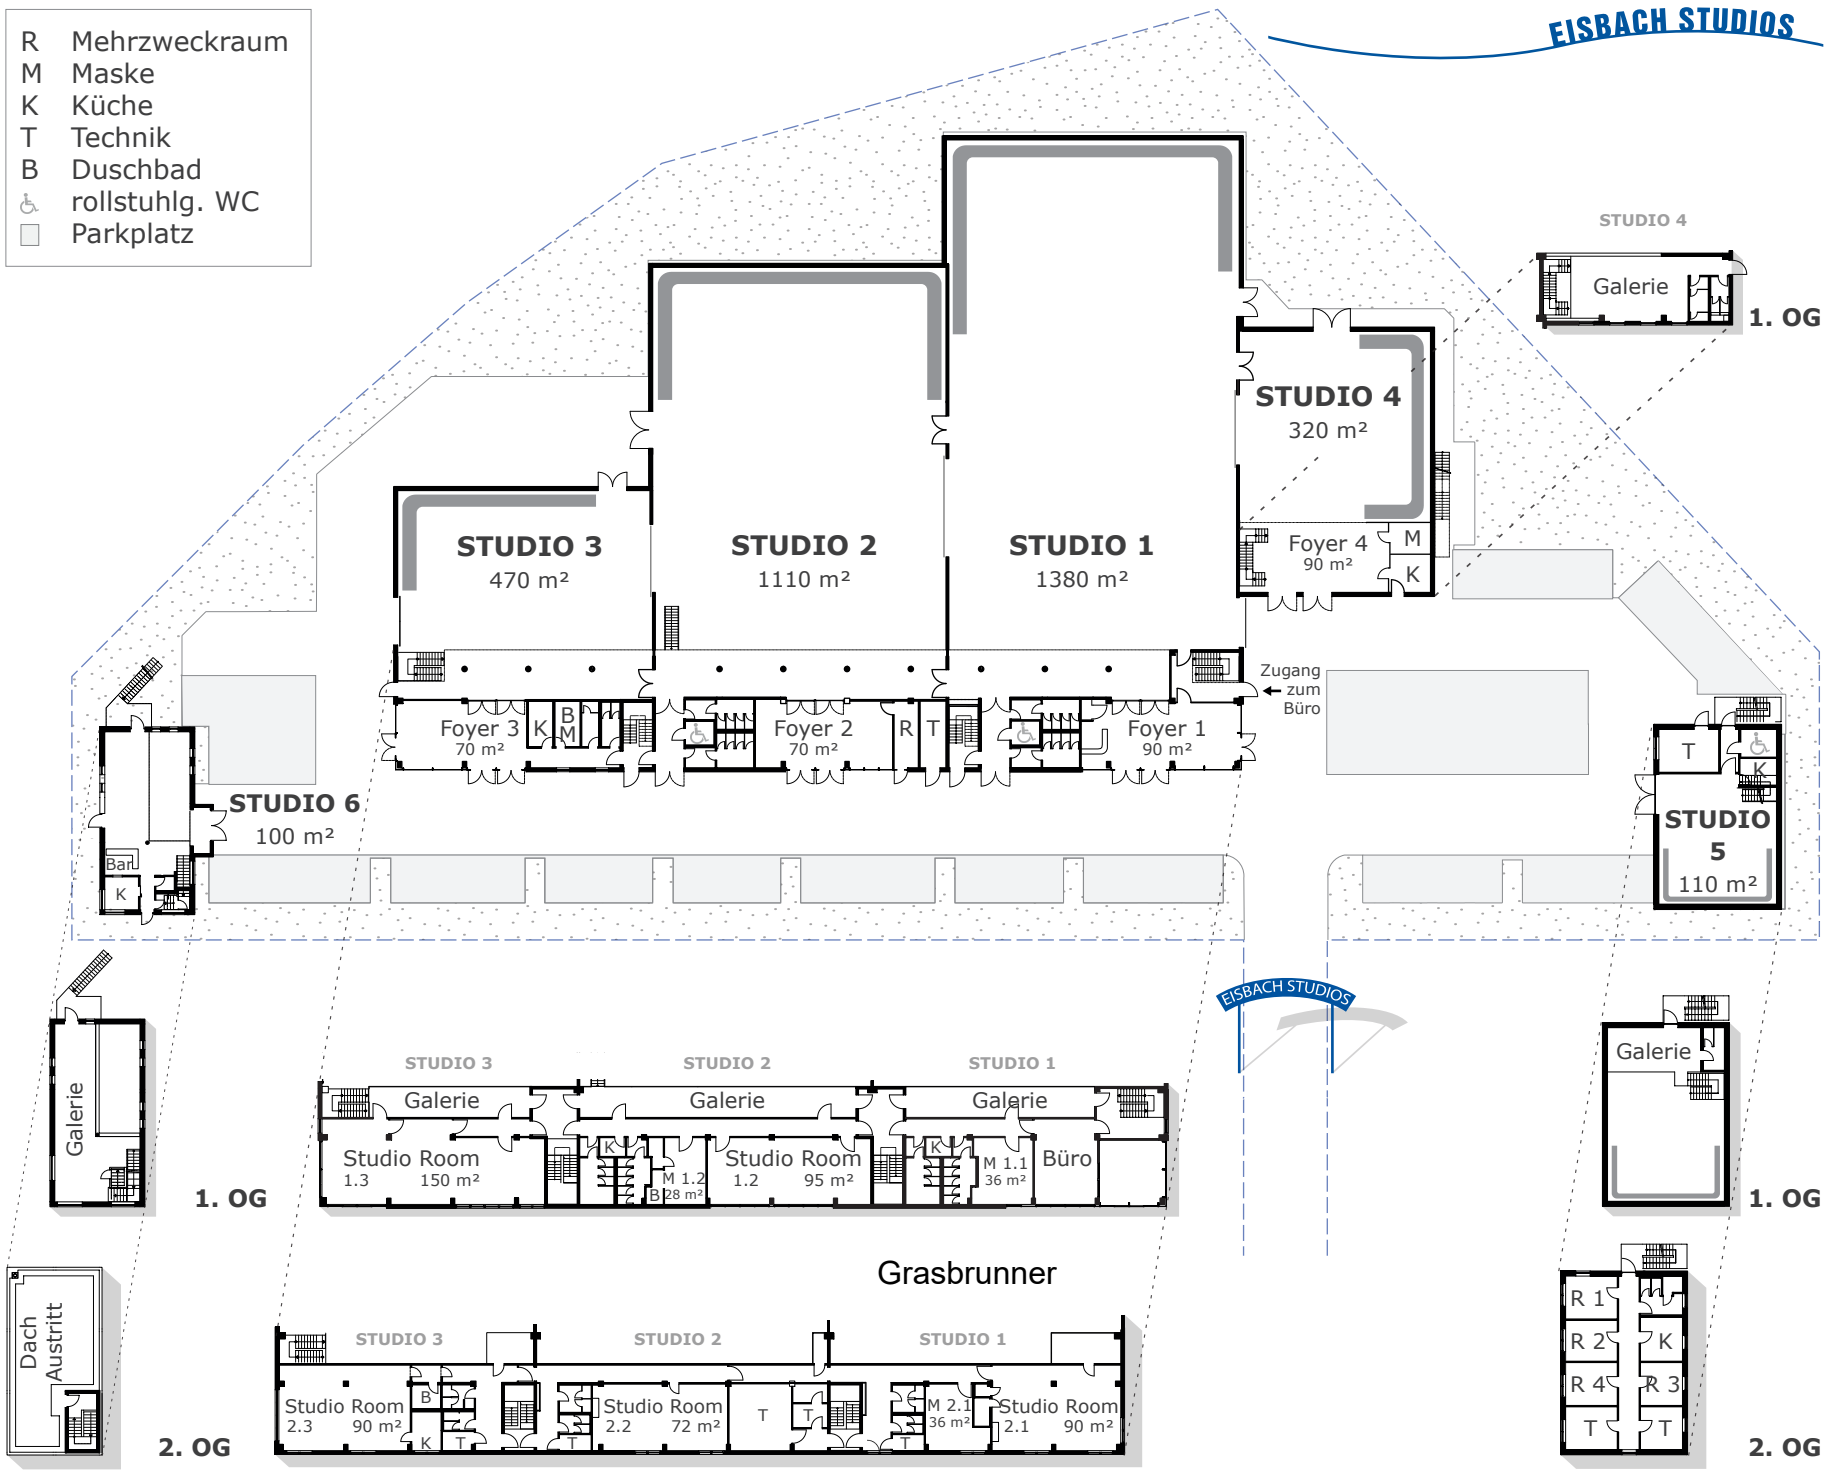 R Mehrzweckraum
M Maske
K Küche
T Technik
B Duschbad
rollstuhlg. WC
Parkplatz
EISBACH STUDIOS
STUDIO 4
Galerie
1. OG
STUDIO 4
320 m²
STUDIO 3
470 m²
STUDIO 2
1110 m²
STUDIO 1
1380 m²
Foyer 4
90 m²
M
K
Zugang
zum
Büro
Foyer 3
70 m²
K
B
M
Foyer 2
70 m²
R
T
Foyer 1
90 m²
STUDIO 6
100 m²
Bar
K
T
K
STUDIO
5
110 m²
EISBACH STUDIOS
Galerie
1. OG
STUDIO 3
STUDIO 2
STUDIO 1
Galerie
Galerie
Galerie
Studio Room
1.3 150 m²
K
B
M 1.2
28 m²
Studio Room
1.2 95 m²
K
M 1.1
36 m²
Büro
Galerie
1. OG
Grasbrunner
Dach
Austritt
2. OG
STUDIO 3
STUDIO 2
STUDIO 1
Studio Room
2.3 90 m²
B
K
T
T
Studio Room
2.2 72 m²
T
T
T
M 2.1
36 m²
Studio Room
2.1 90 m²
R 1
R 2
K
R 4
R 3
T
T
2. OG